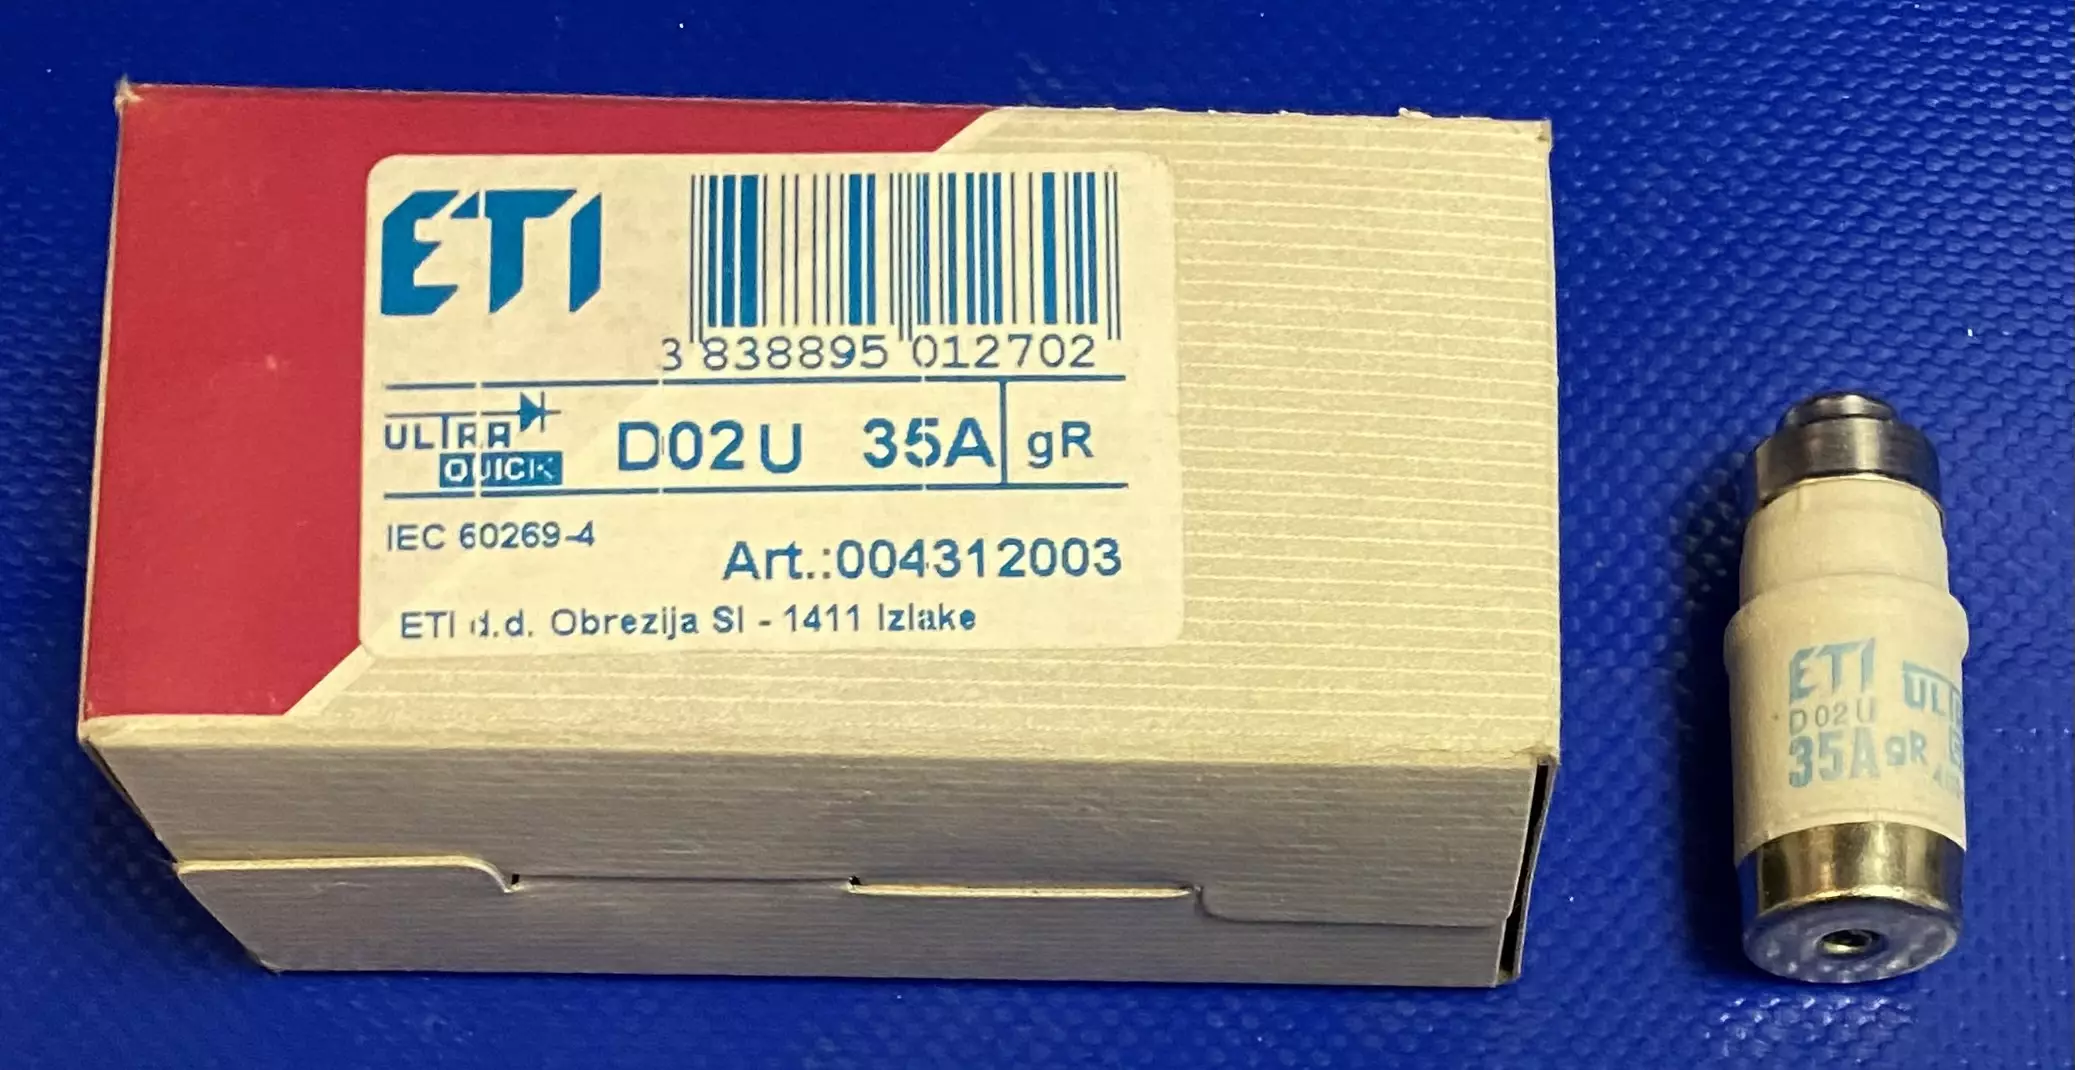 ETI
3 838895 012702
ULTRA
QUICK
D02U 35A gR
IEC 60269-4
Art.:004312003
ETI d.d. Obrezija SI - 1411 Izlake
ETI
D02U
35A gR